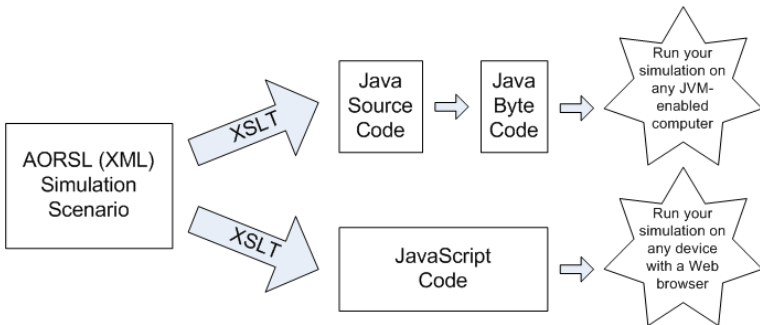 AORSL (XML)
Simulation
Scenario
XSLT
Java
Source
Code
Java
Byte
Code
Run your
simulation on
any JVM-
enabled
computer
XSLT
JavaScript
Code
Run your
simulation on
any device
with a Web
browser